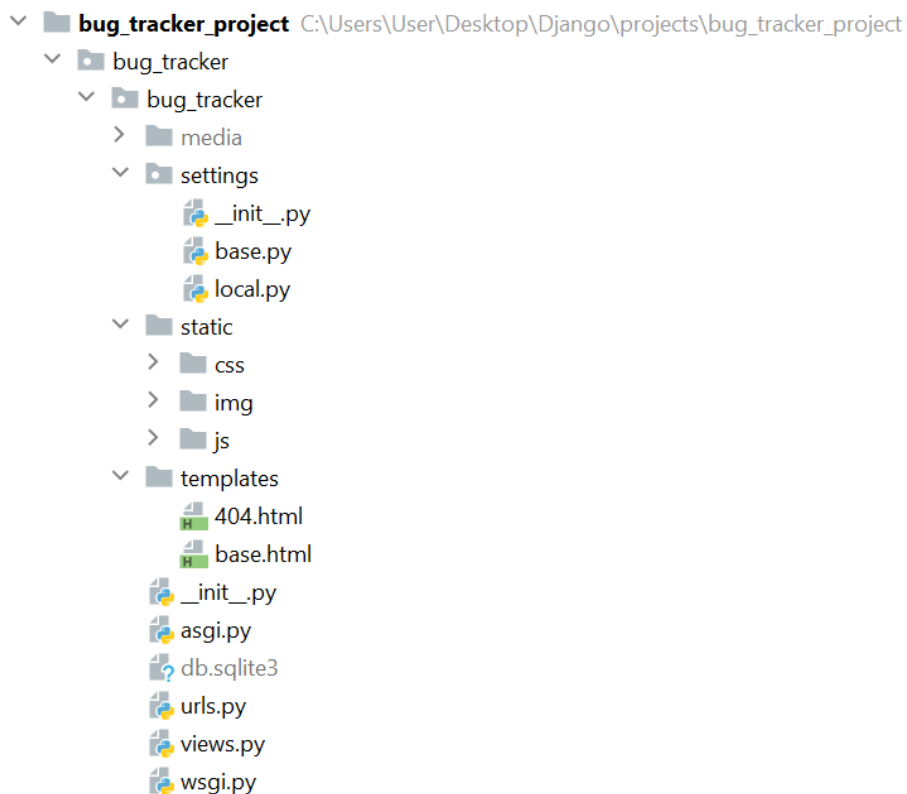 bug_tracker_project C:\Users\User\Desktop\Django\projects\bug_tracker_project
bug_tracker
bug_tracker
media
settings
__init__.py
base.py
local.py
static
css
img
js
templates
404.html
base.html
__init__.py
asgi.py
db.sqlite3
urls.py
views.py
wsgi.py